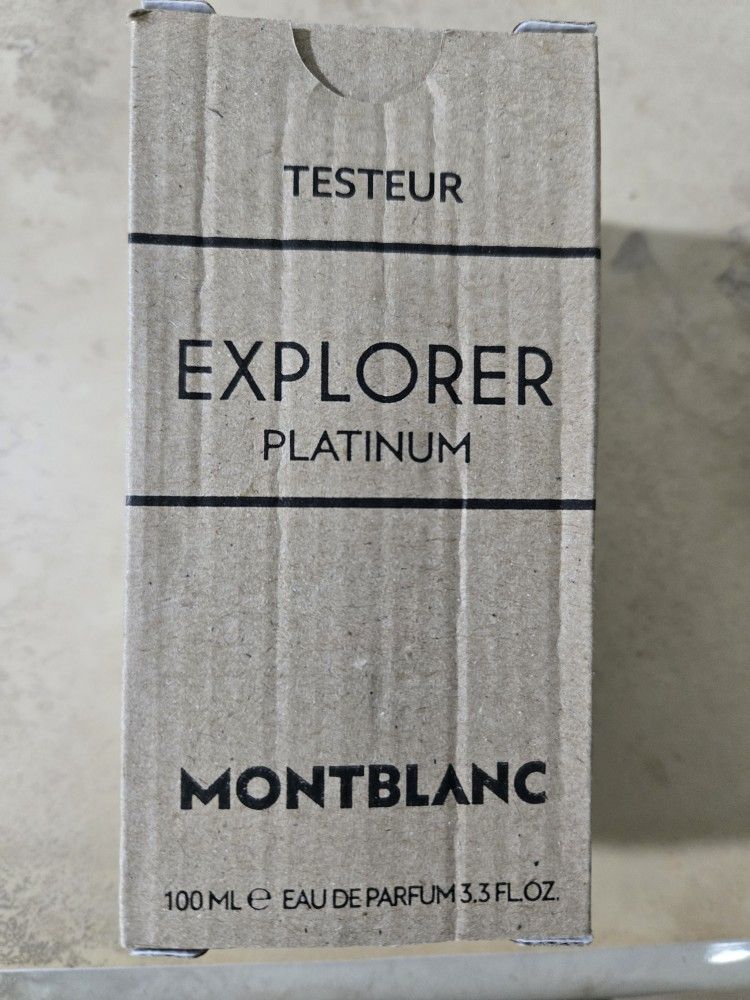 TESTEUR
EXPLORER
PLATINUM
MONTBLANC
100 ML ℮ EAU DE PARFUM 3.3 FL.OZ.